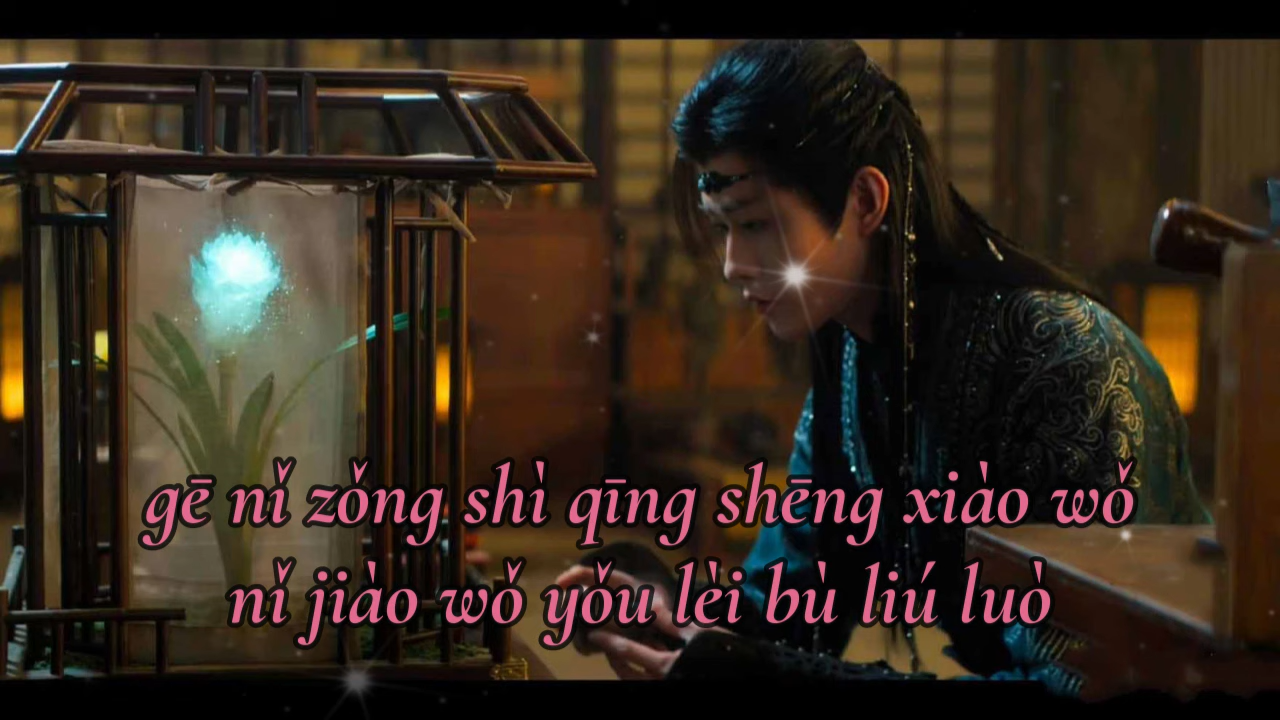 gē nǐ zǒng shì qīng shēng xiào wǒ
nǐ jiào wǒ yǒu lèi bù liú luò